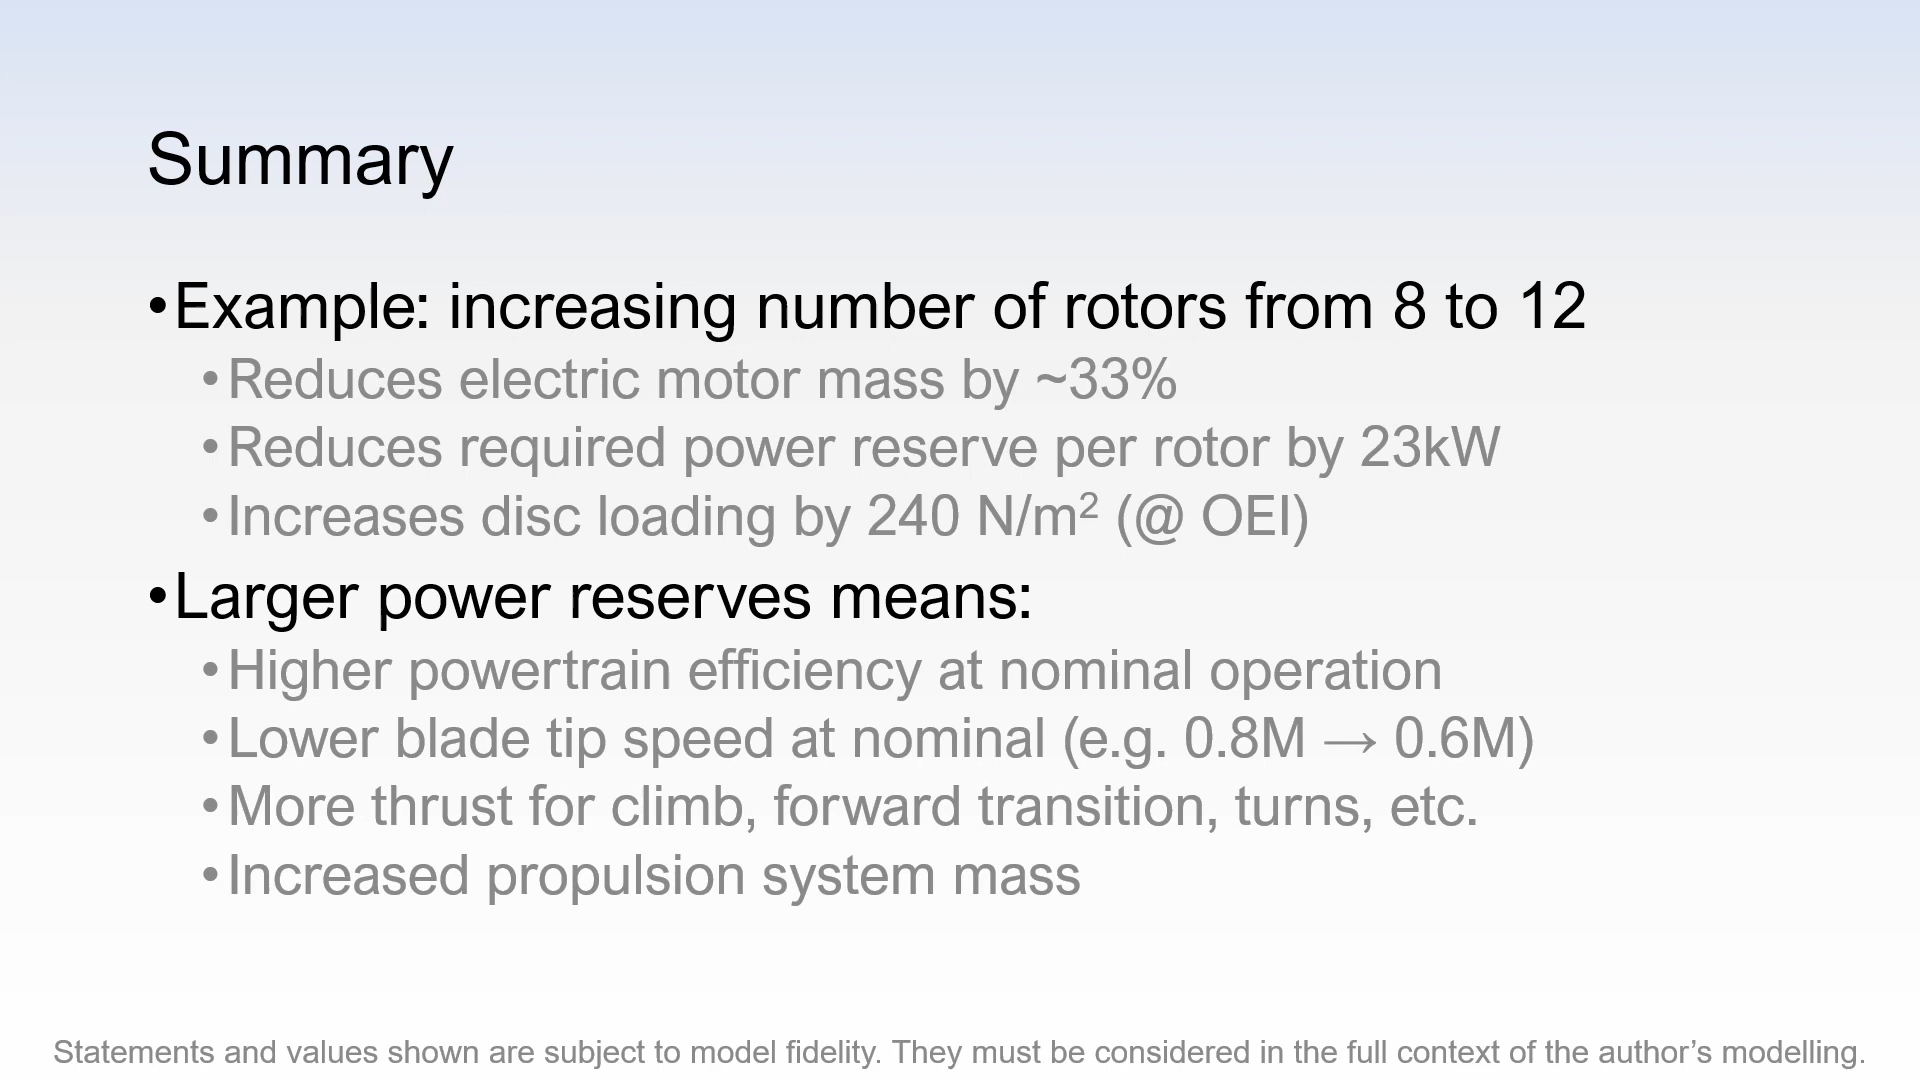 Summary
•Example: increasing number of rotors from 8 to 12
•Reduces electric motor mass by ~33%
•Reduces required power reserve per rotor by 23kW
•Increases disc loading by 240 N/m² (@ OEI)
•Larger power reserves means:
•Higher powertrain efficiency at nominal operation
•Lower blade tip speed at nominal (e.g. 0.8M → 0.6M)
•More thrust for climb, forward transition, turns, etc.
•Increased propulsion system mass
Statements and values shown are subject to model fidelity. They must be considered in the full context of the author’s modelling.